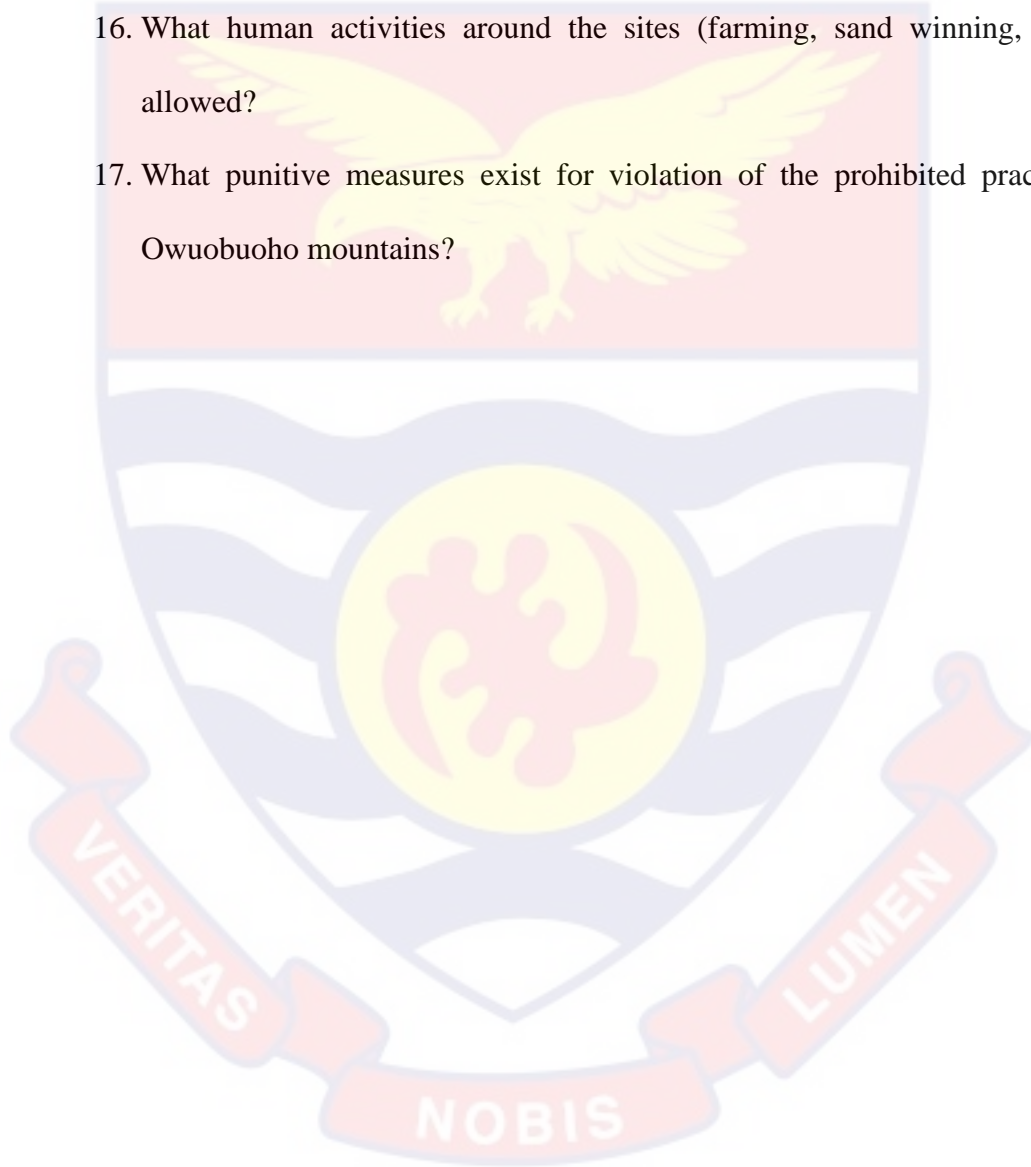 16. What human activities around the sites (farming, sand winning,
allowed?
17. What punitive measures exist for violation of the prohibited
Owuobuoho mountains?
VERITAS
NOBIS
LUMEN